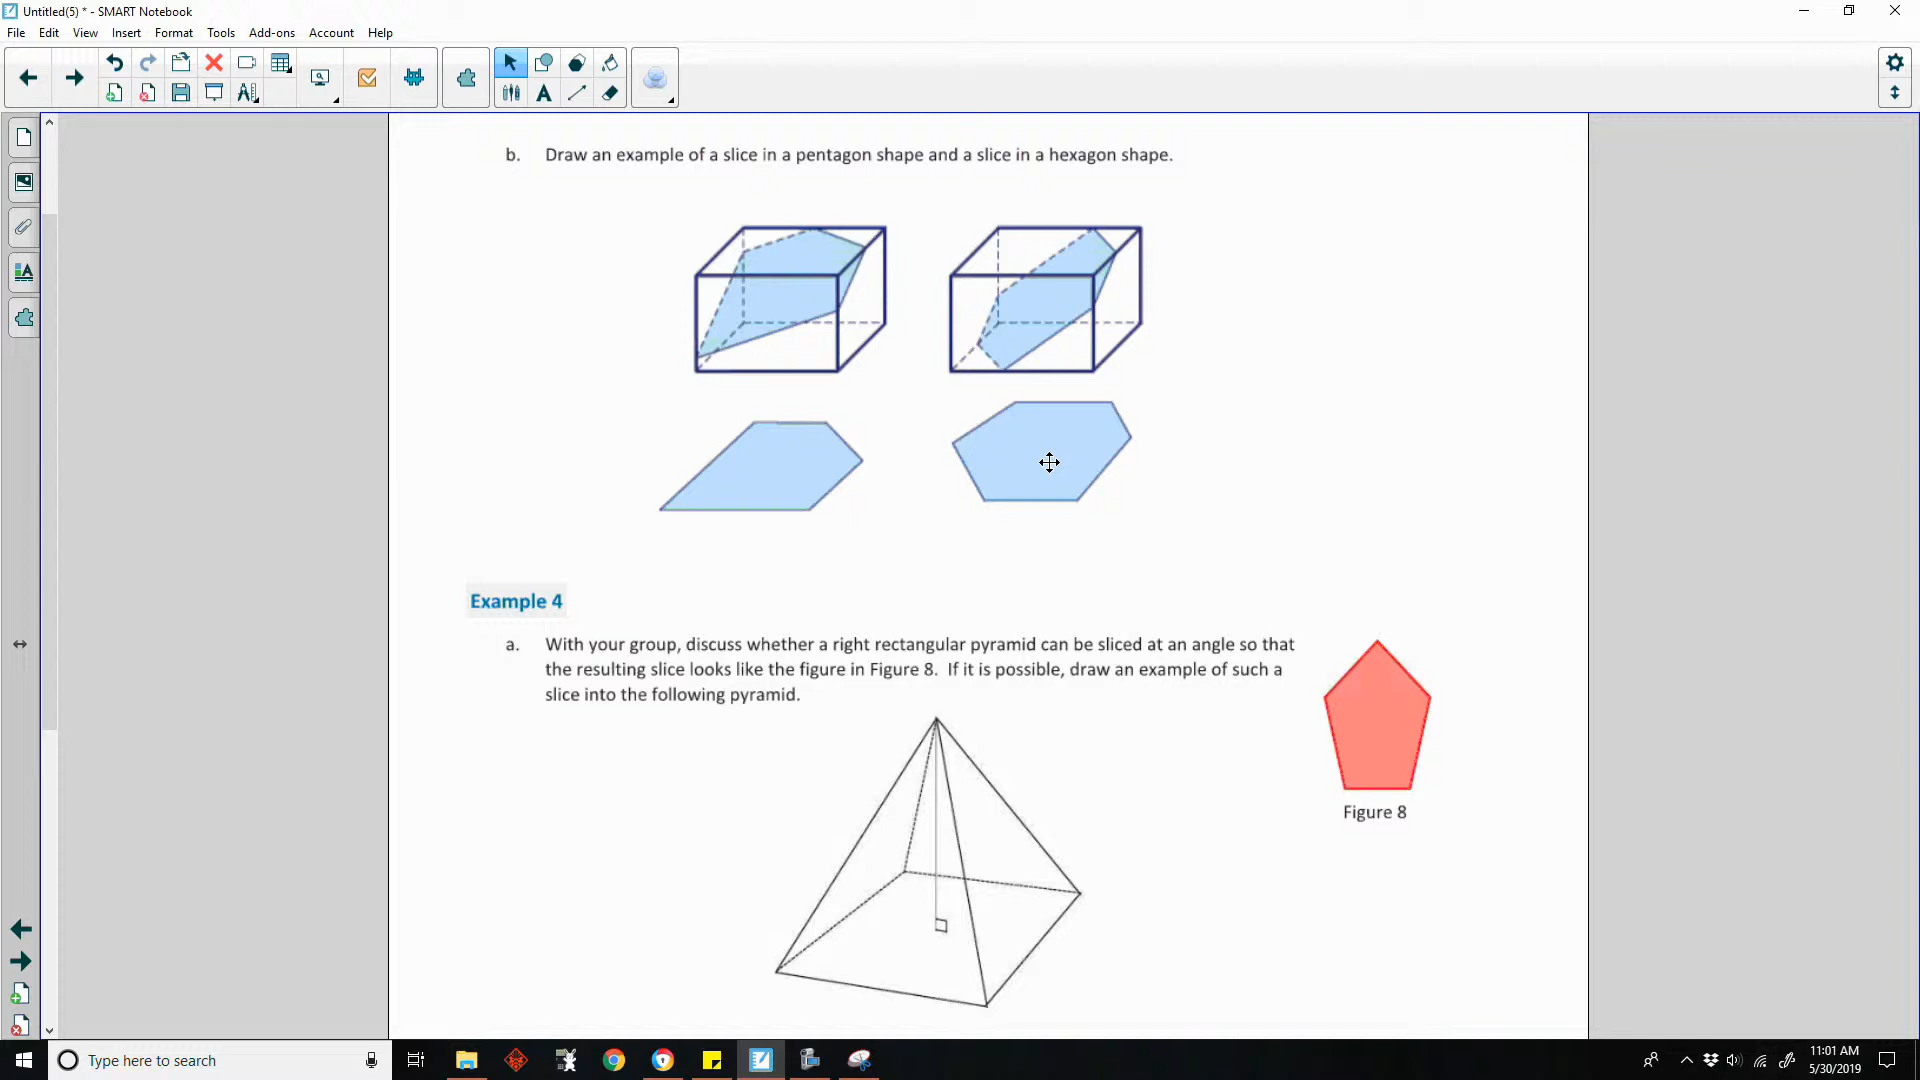 Untitled(5) * - SMART Notebook
File Edit View Insert Format Tools Add-ons Account Help
b. Draw an example of a slice in a pentagon shape and a slice in a hexagon shape.
Example 4
a. With your group, discuss whether a right rectangular pyramid can be sliced at an angle so that
the resulting slice looks like the figure in Figure 8. If it is possible, draw an example of such a
slice into the following pyramid.
Figure 8
Type here to search
11:01 AM
5/30/2019